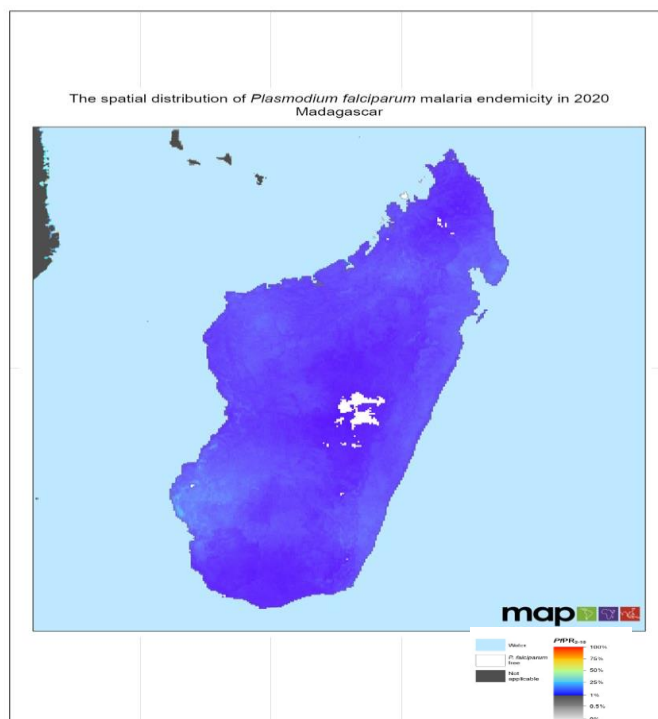 The spatial distribution of Plasmodium falciparum malaria endemicity in 2020
Madagascar
map
Water
P. falciparum
free
Not
applicable
PfPR2-10
100%
75%
50%
25%
1%
0.5%
0%